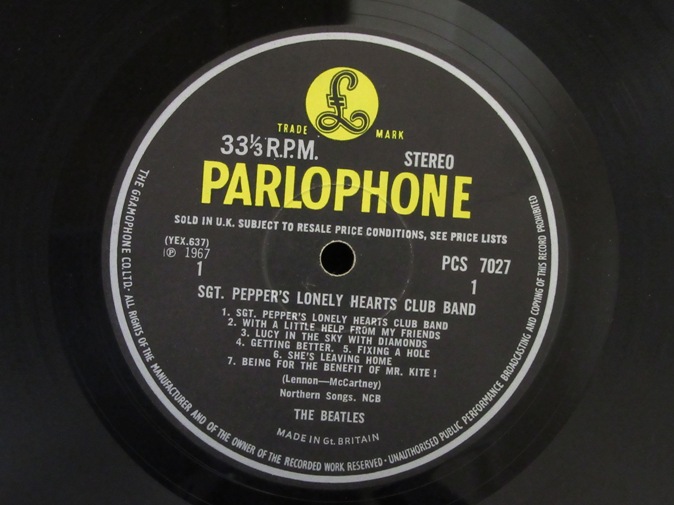 TRADE MARK
33⅓ R.P.M. STEREO
PARLOPHONE
SOLD IN U.K. SUBJECT TO RESALE PRICE CONDITIONS, SEE PRICE LISTS
(YEX.637)
℗ 1967
1
PCS 7027
1
SGT. PEPPER'S LONELY HEARTS CLUB BAND
1. SGT. PEPPER'S LONELY HEARTS CLUB BAND
2. WITH A LITTLE HELP FROM MY FRIENDS
3. LUCY IN THE SKY WITH DIAMONDS
4. GETTING BETTER. 5. FIXING A HOLE
6. SHE'S LEAVING HOME
7. BEING FOR THE BENEFIT OF MR. KITE!
(Lennon—McCartney)
Northern Songs. NCB
THE BEATLES
MADE IN Gt. BRITAIN
THE GRAMOPHONE CO. LTD. · ALL RIGHTS OF THE MANUFACTURER AND OF THE OWNER OF THE RECORDED WORK RESERVED · UNAUTHORISED PUBLIC PERFORMANCE BROADCASTING AND COPYING OF THIS RECORD PROHIBITED